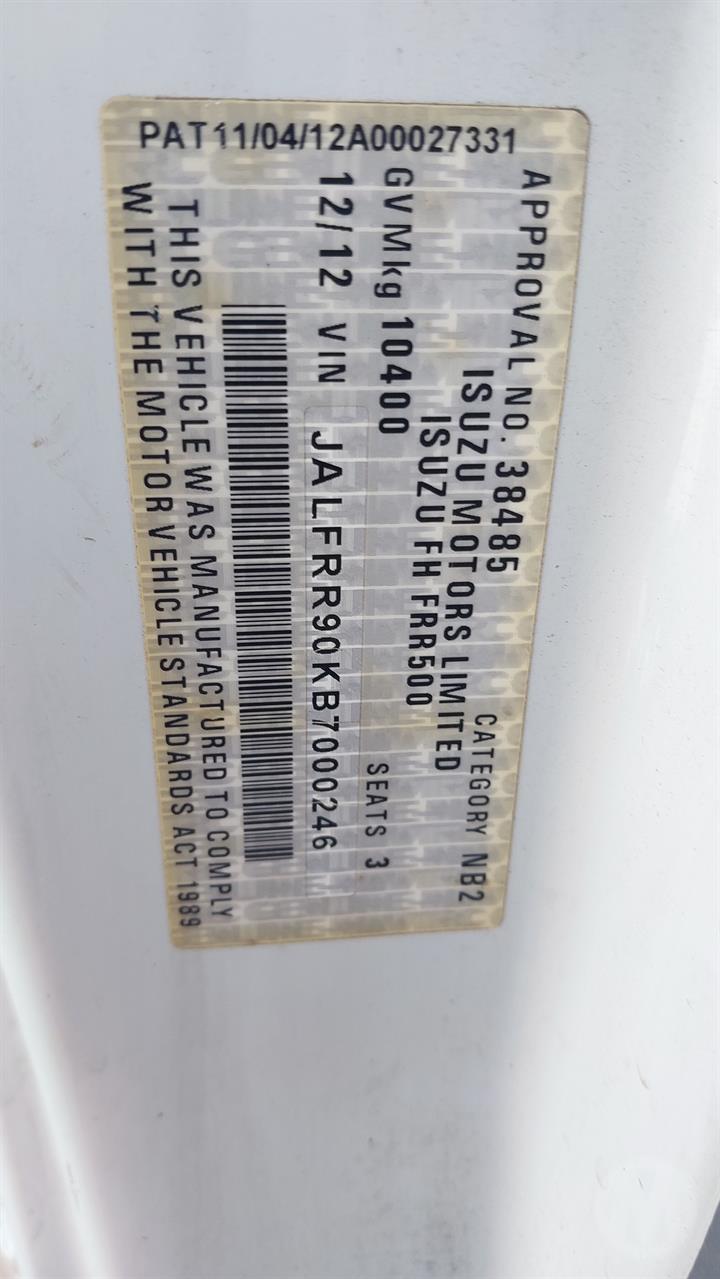 PAT11/04/12A00027331
APPROVAL NO. 38485 CATEGORY NB2
ISUZU MOTORS LIMITED
ISUZU FH FRR500
GVMkg 10400 SEATS 3
12/12 VIN JALFRR90KB7000246
THIS VEHICLE WAS MANUFACTURED TO COMPLY
WITH THE MOTOR VEHICLE STANDARDS ACT 1989